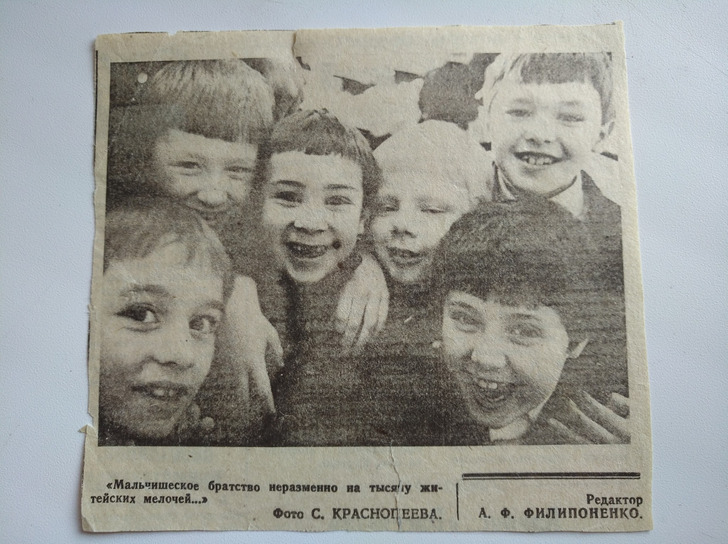 «Мальчишеское братство неразменно на тысячу жи-
тейских мелочей...»
Фото С. КРАСНОПЕЕВА.
Редактор
А. Ф. ФИЛИПОНЕНКО.